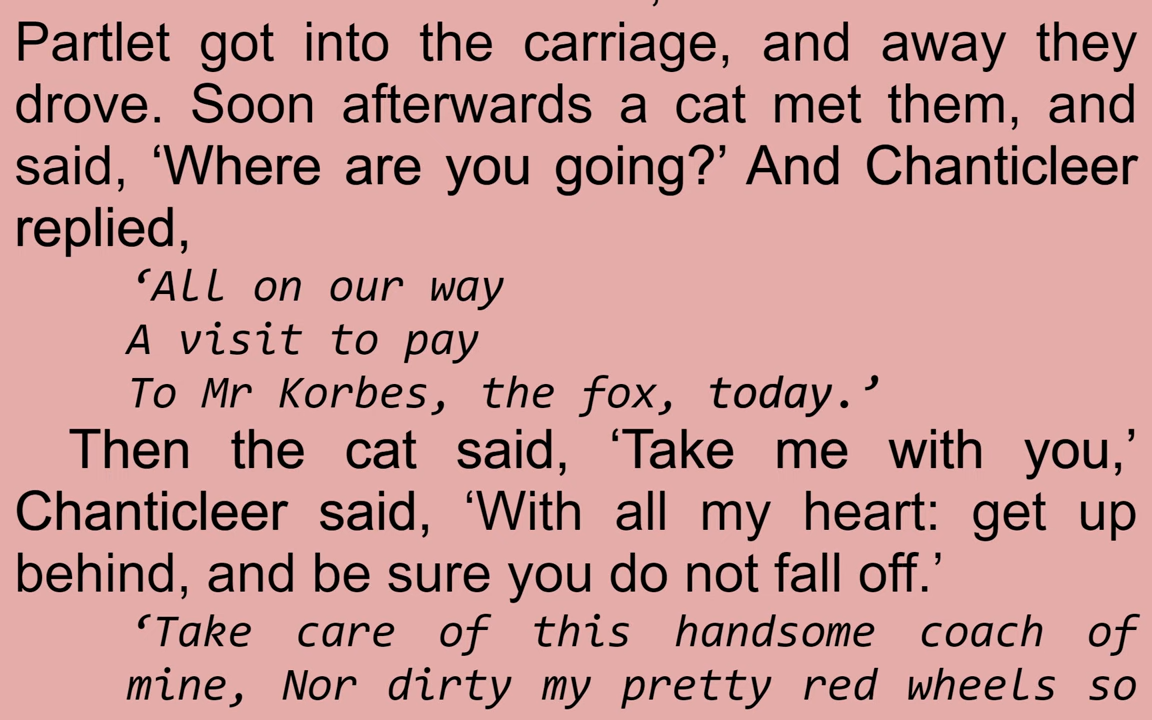 Partlet got into the carriage, and away they
drove. Soon afterwards a cat met them, and
said, ‘Where are you going?’ And Chanticleer
replied,
‘All on our way
A visit to pay
To Mr Korbes, the fox, today.’
Then the cat said, ‘Take me with you,’
Chanticleer said, ‘With all my heart: get up
behind, and be sure you do not fall off.’
‘Take care of this handsome coach of
mine, Nor dirty my pretty red wheels so